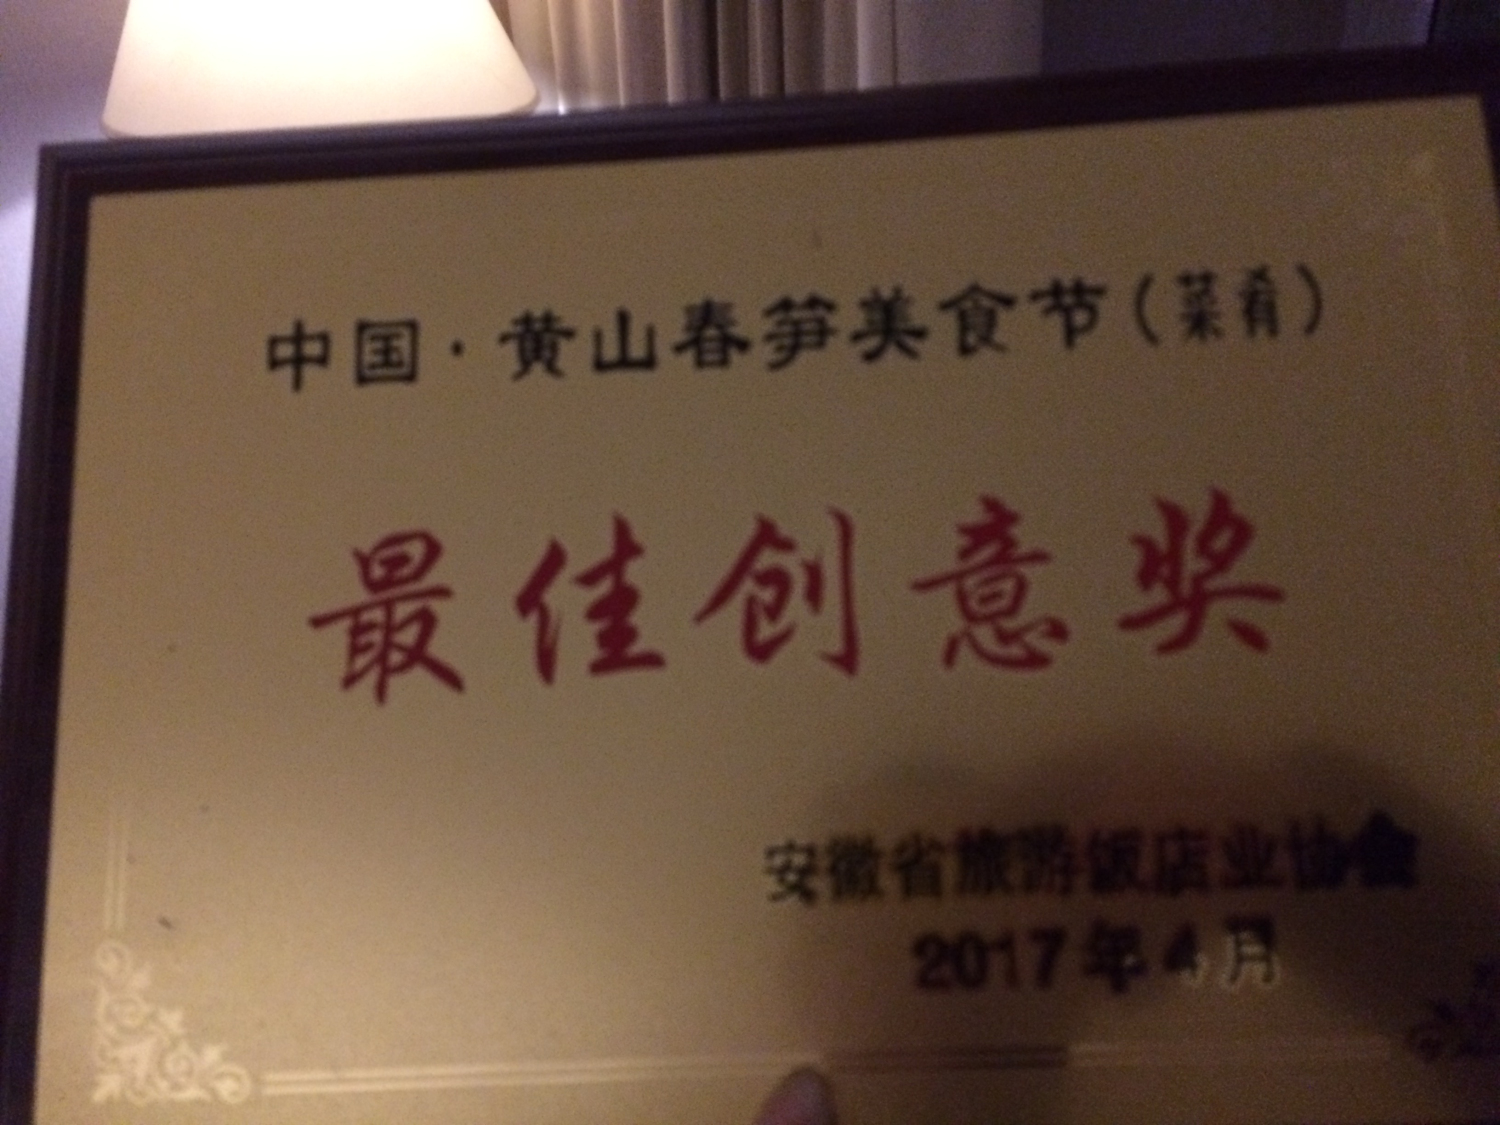 中国·黄山春笋美食节(菜肴)
最佳创意奖
安徽省旅游饭店业协会
2017年4月